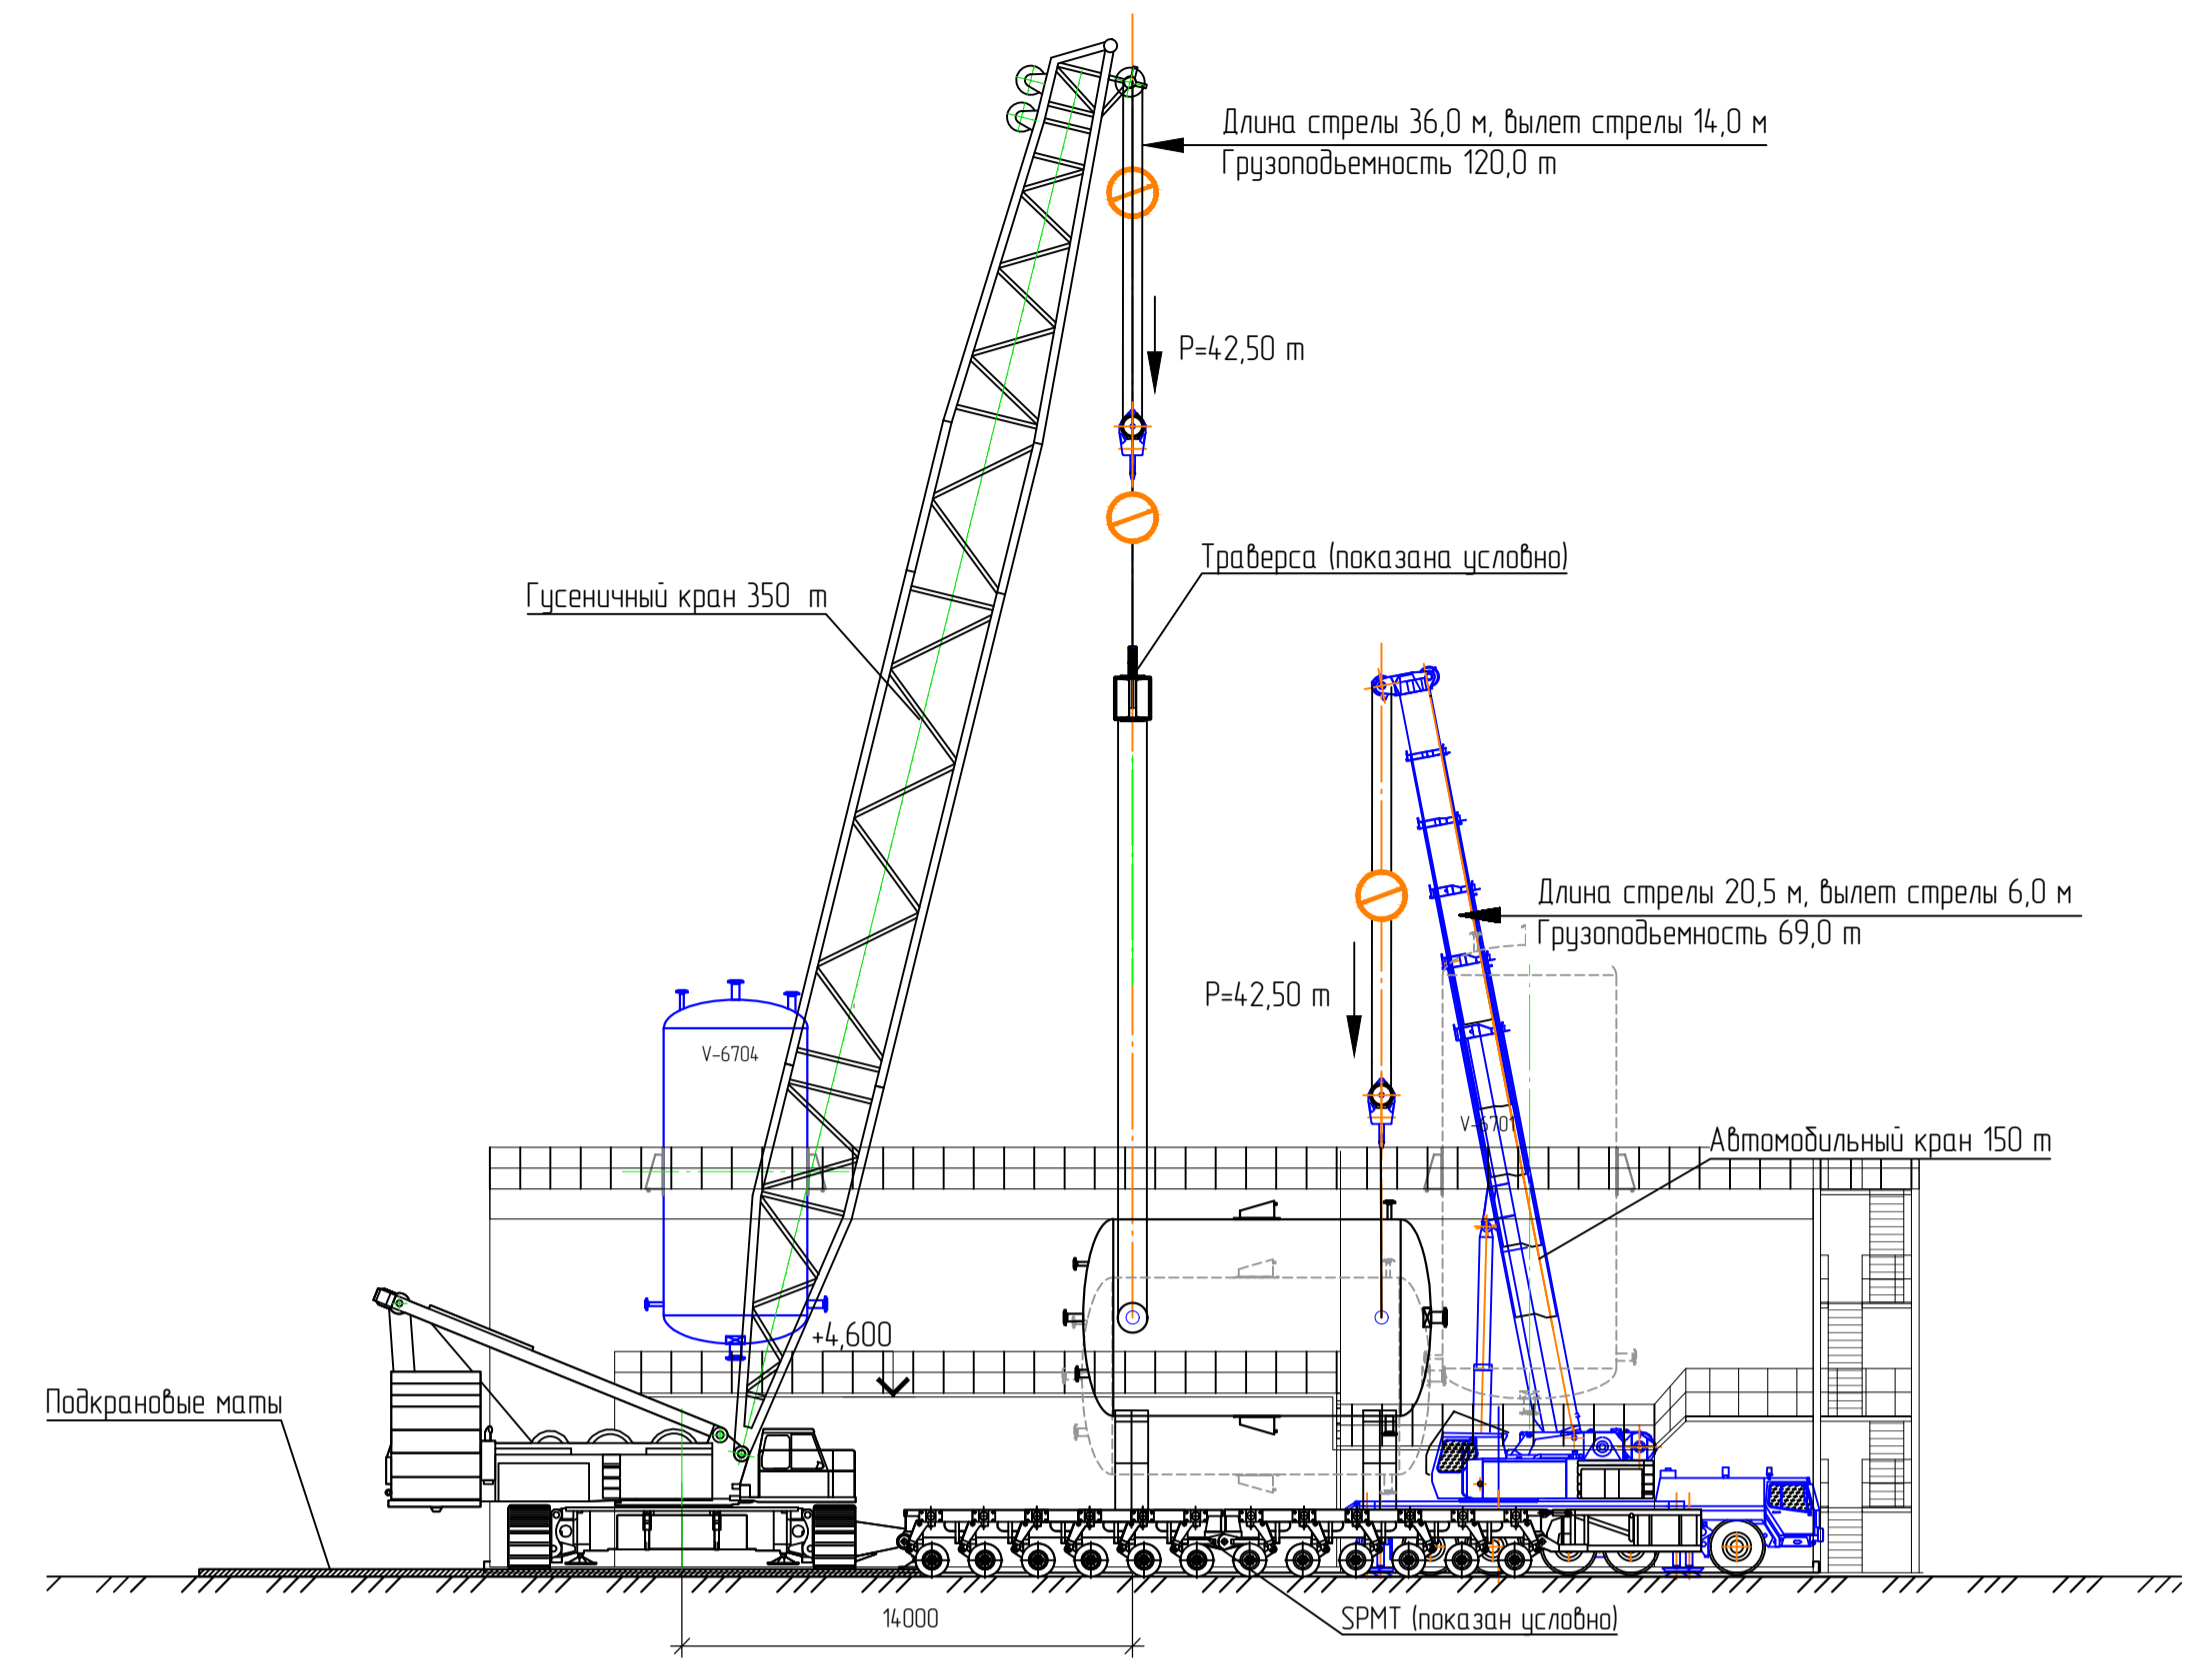 Длина стрелы 36,0 м, вылет стрелы 14,0 м
Грузоподьемность 120,0 т
P=42,50 т
Траверса (показана условно)
Гусеничный кран 350 т
Длина стрелы 20,5 м, вылет стрелы 6,0 м
Грузоподьемность 69,0 т
P=42,50 т
V-6704
V-6701
Автомобильный кран 150 т
+4,600
Подкрановые маты
14000
SPMT (показан условно)